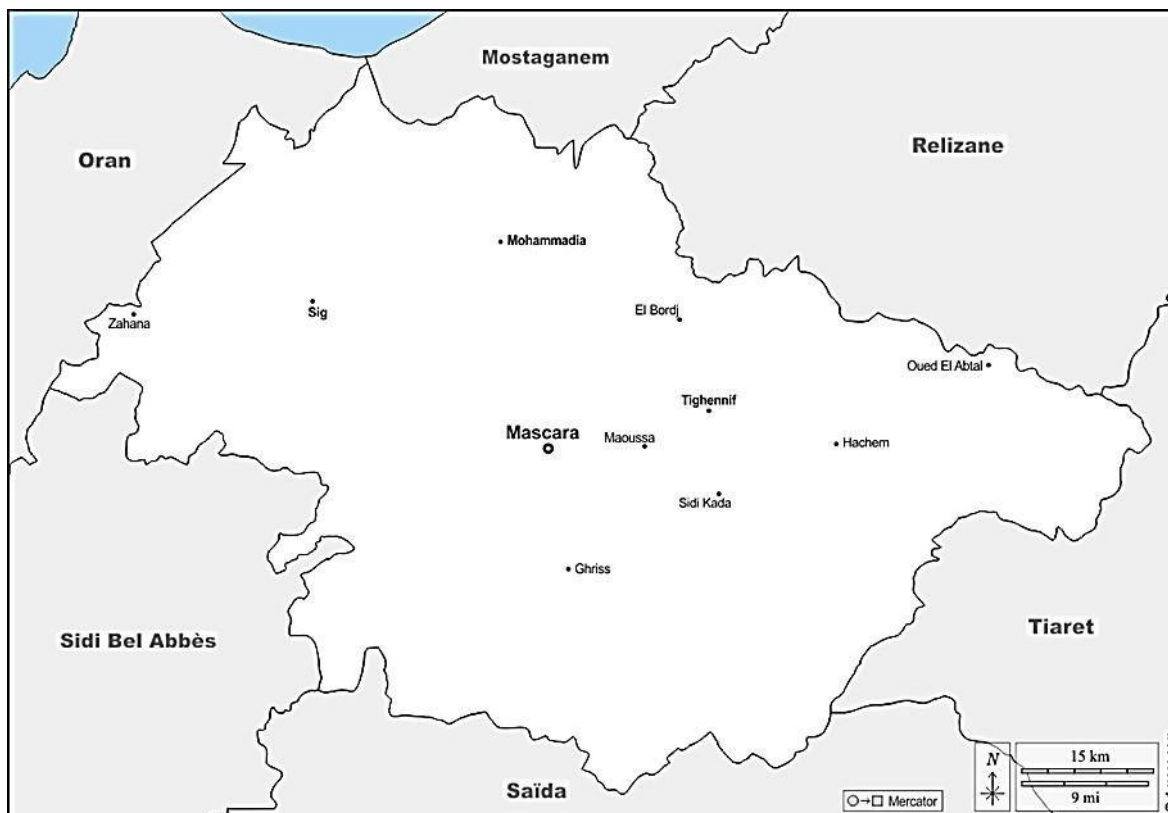 Mostaganem
Oran
Relizane
Mohammadia
Zahana
Sig
El Bordj
Oued El Abtal
Tighennif
Mascara
Maoussa
Hachem
Sidi Kada
Ghriss
Sidi Bel Abbès
Tiaret
Saïda
N
15 km
9 mi
Mercator